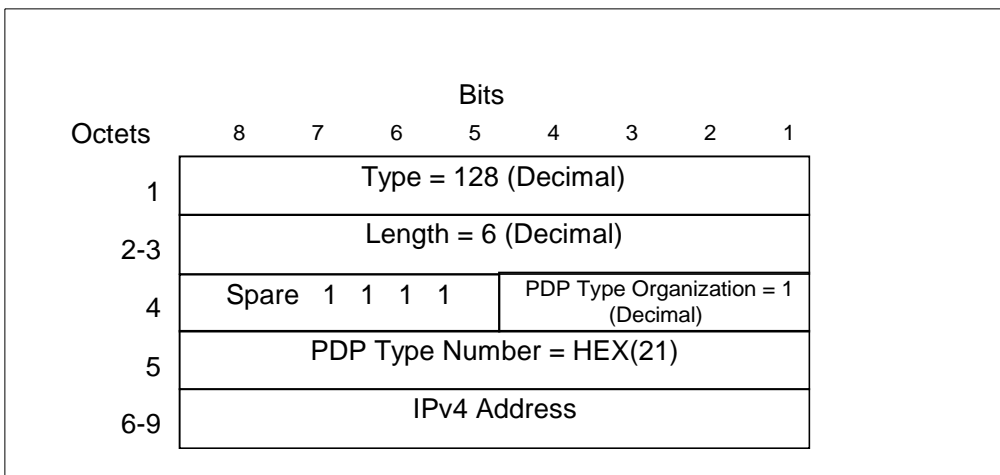 Bits
Octets 8 7 6 5 4 3 2 1
1 Type = 128 (Decimal)
2-3 Length = 6 (Decimal)
4 Spare 1 1 1 1 PDP Type Organization = 1
(Decimal)
5 PDP Type Number = HEX(21)
6-9 IPv4 Address